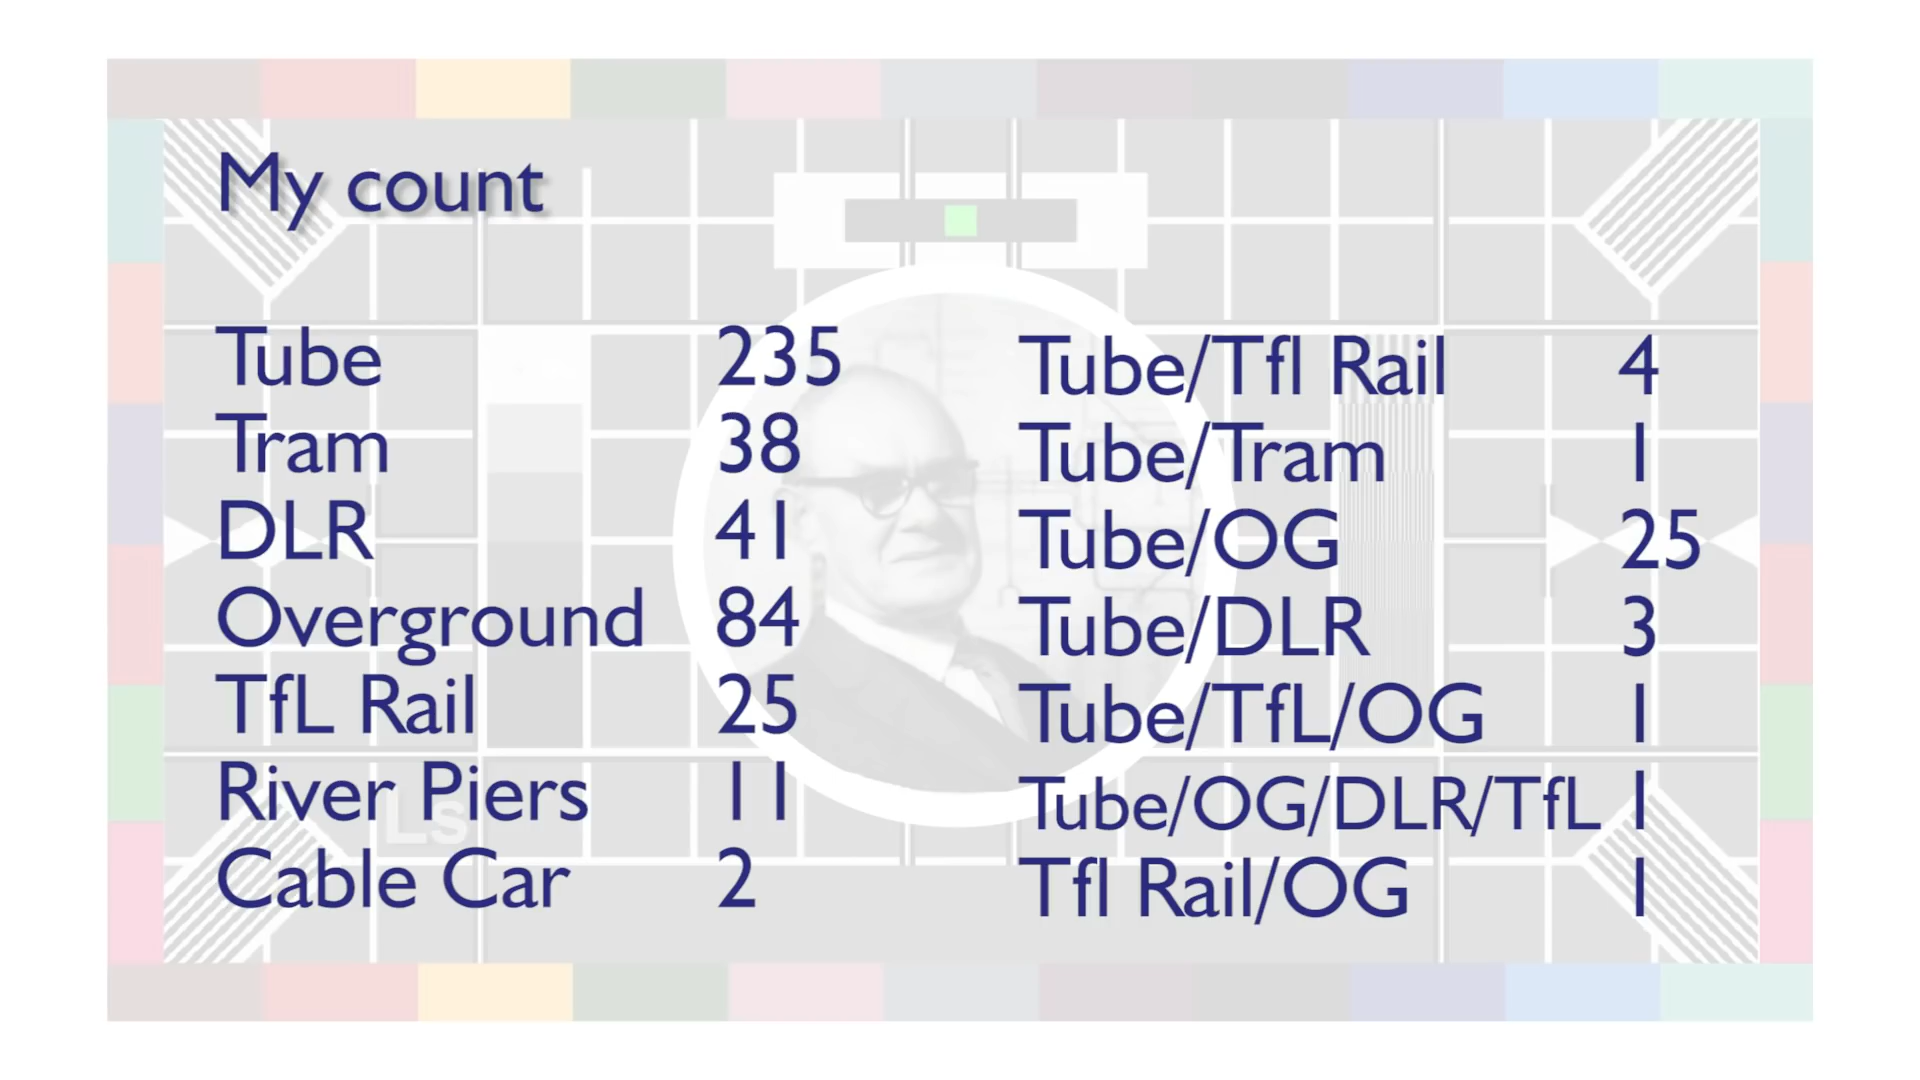 My count
Tube 235
Tram 38
DLR 41
Overground 84
TfL Rail 25
River Piers 11
Cable Car 2
Tube/Tfl Rail 4
Tube/Tram 1
Tube/OG 25
Tube/DLR 3
Tube/TfL/OG 1
Tube/OG/DLR/TfL 1
Tfl Rail/OG 1
Ls